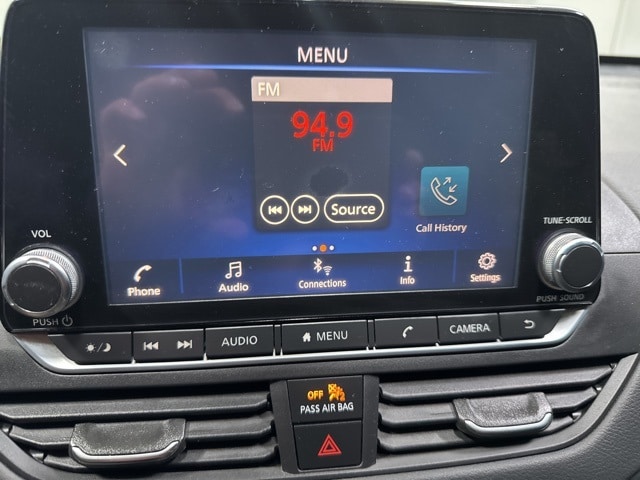 MENU
FM
94.9
FM
Source
Call History
VOL
TUNE·SCROLL
Phone
Audio
Connections
Info
Settings
PUSH
PUSH SOUND
AUDIO
MENU
CAMERA
OFF
2
PASS AIR BAG